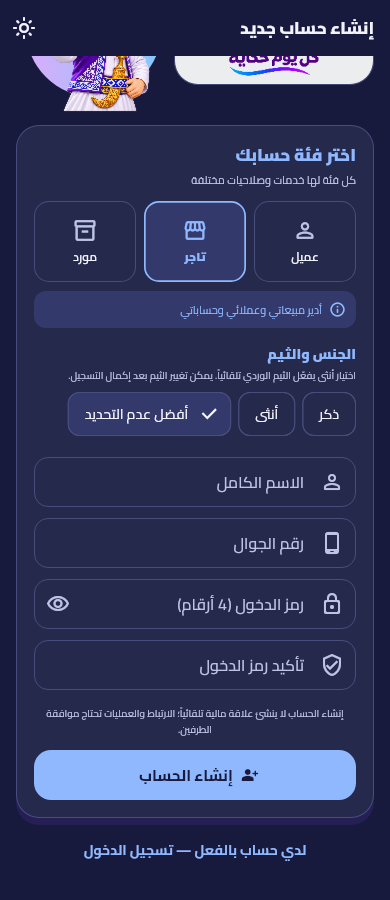 إنشاء حساب جديد
كل يوم حكاية
اختر فئة حسابك
كل فئة لها خدمات وصلاحيات مختلفة
عميل
تاجر
مورد
أدير مبيعاتي وعملائي وحساباتي
الجنس والثيم
اختيار أنثى يفعّل الثيم الوردي تلقائياً. يمكن تغيير الثيم بعد إكمال التسجيل.
ذكر
أنثى
أفضل عدم التحديد
الاسم الكامل
رقم الجوال
رمز الدخول (4 أرقام)
تأكيد رمز الدخول
إنشاء الحساب لا ينشئ علاقة مالية تلقائياً؛ الارتباط والعمليات تحتاج موافقة
الطرفين.
إنشاء الحساب
لدي حساب بالفعل — تسجيل الدخول